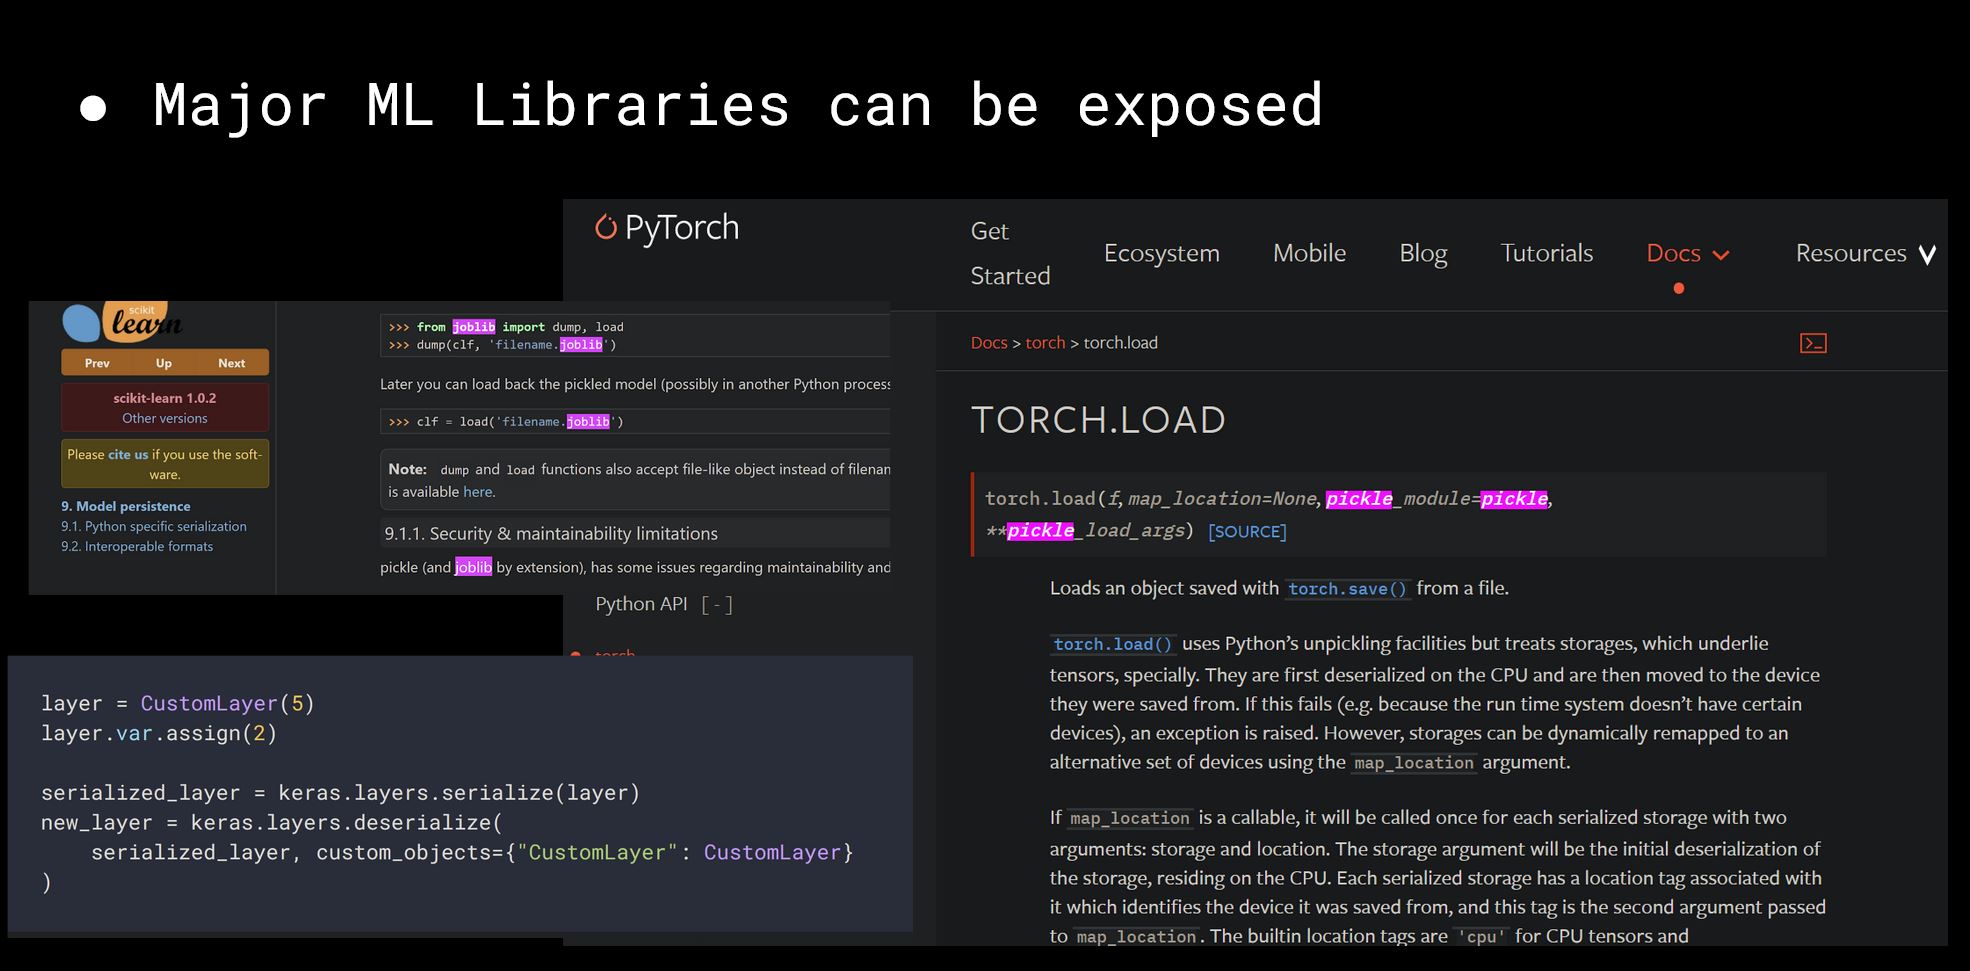 ● Major ML Libraries can be exposed
PyTorch
Get Started
Ecosystem
Mobile
Blog
Tutorials
Docs
Resources
Docs > torch > torch.load
TORCH.LOAD
torch.load(f, map_location=None, pickle_module=pickle,
**pickle_load_args) [SOURCE]
Loads an object saved with torch.save() from a file.
torch.load() uses Python’s unpickling facilities but treats storages, which underlie
tensors, specially. They are first deserialized on the CPU and are then moved to the device
they were saved from. If this fails (e.g. because the run time system doesn’t have certain
devices), an exception is raised. However, storages can be dynamically remapped to an
alternative set of devices using the map_location argument.
If map_location is a callable, it will be called once for each serialized storage with two
arguments: storage and location. The storage argument will be the initial deserialization of
the storage, residing on the CPU. Each serialized storage has a location tag associated with
it which identifies the device it was saved from, and this tag is the second argument passed
to map_location. The builtin location tags are 'cpu' for CPU tensors and
scikit
learn
Prev Up Next
scikit-learn 1.0.2
Other versions
Please cite us if you use the soft-
ware.
9. Model persistence
9.1. Python specific serialization
9.2. Interoperable formats
>>> from joblib import dump, load
>>> dump(clf, 'filename.joblib')
Later you can load back the pickled model (possibly in another Python process
>>> clf = load('filename.joblib')
Note: dump and load functions also accept file-like object instead of filenan
is available here.
9.1.1. Security & maintainability limitations
pickle (and joblib by extension), has some issues regarding maintainability and
Python API [ - ]
torch
layer = CustomLayer(5)
layer.var.assign(2)
serialized_layer = keras.layers.serialize(layer)
new_layer = keras.layers.deserialize(
serialized_layer, custom_objects={"CustomLayer": CustomLayer}
)